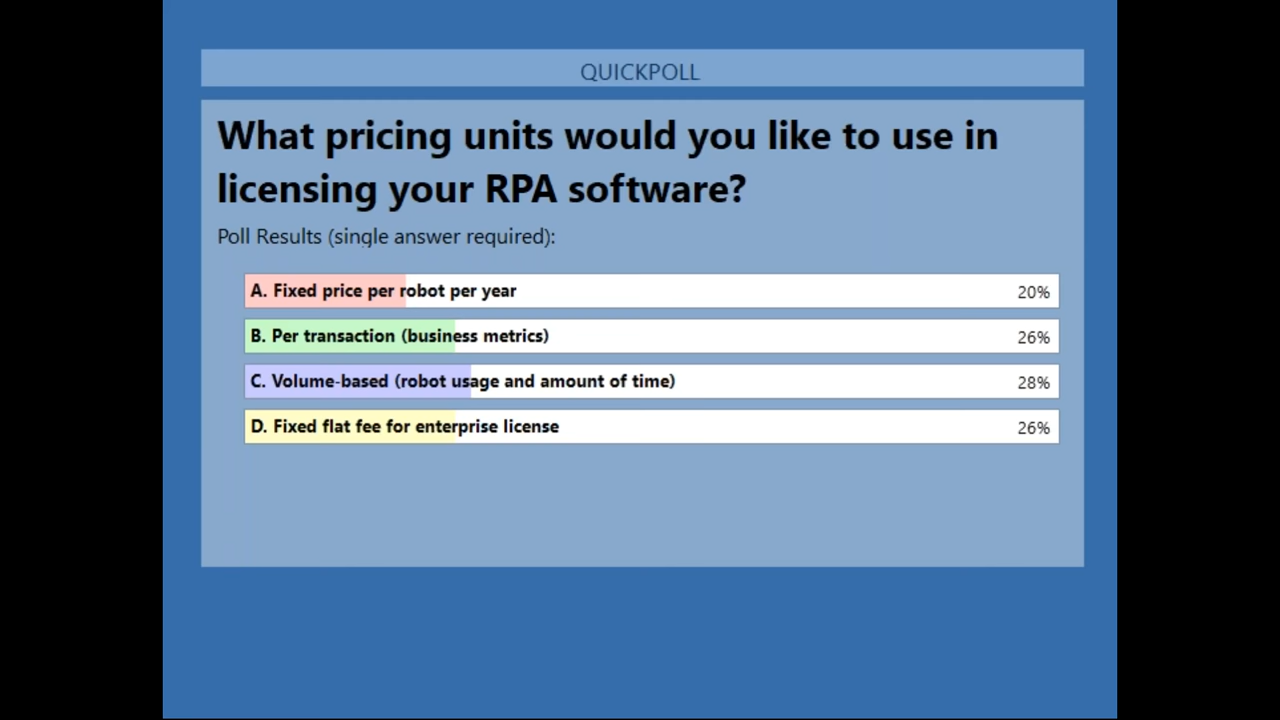 QUICKPOLL
What pricing units would you like to use in
licensing your RPA software?
Poll Results (single answer required):
A. Fixed price per robot per year 20%
B. Per transaction (business metrics) 26%
C. Volume-based (robot usage and amount of time) 28%
D. Fixed flat fee for enterprise license 26%